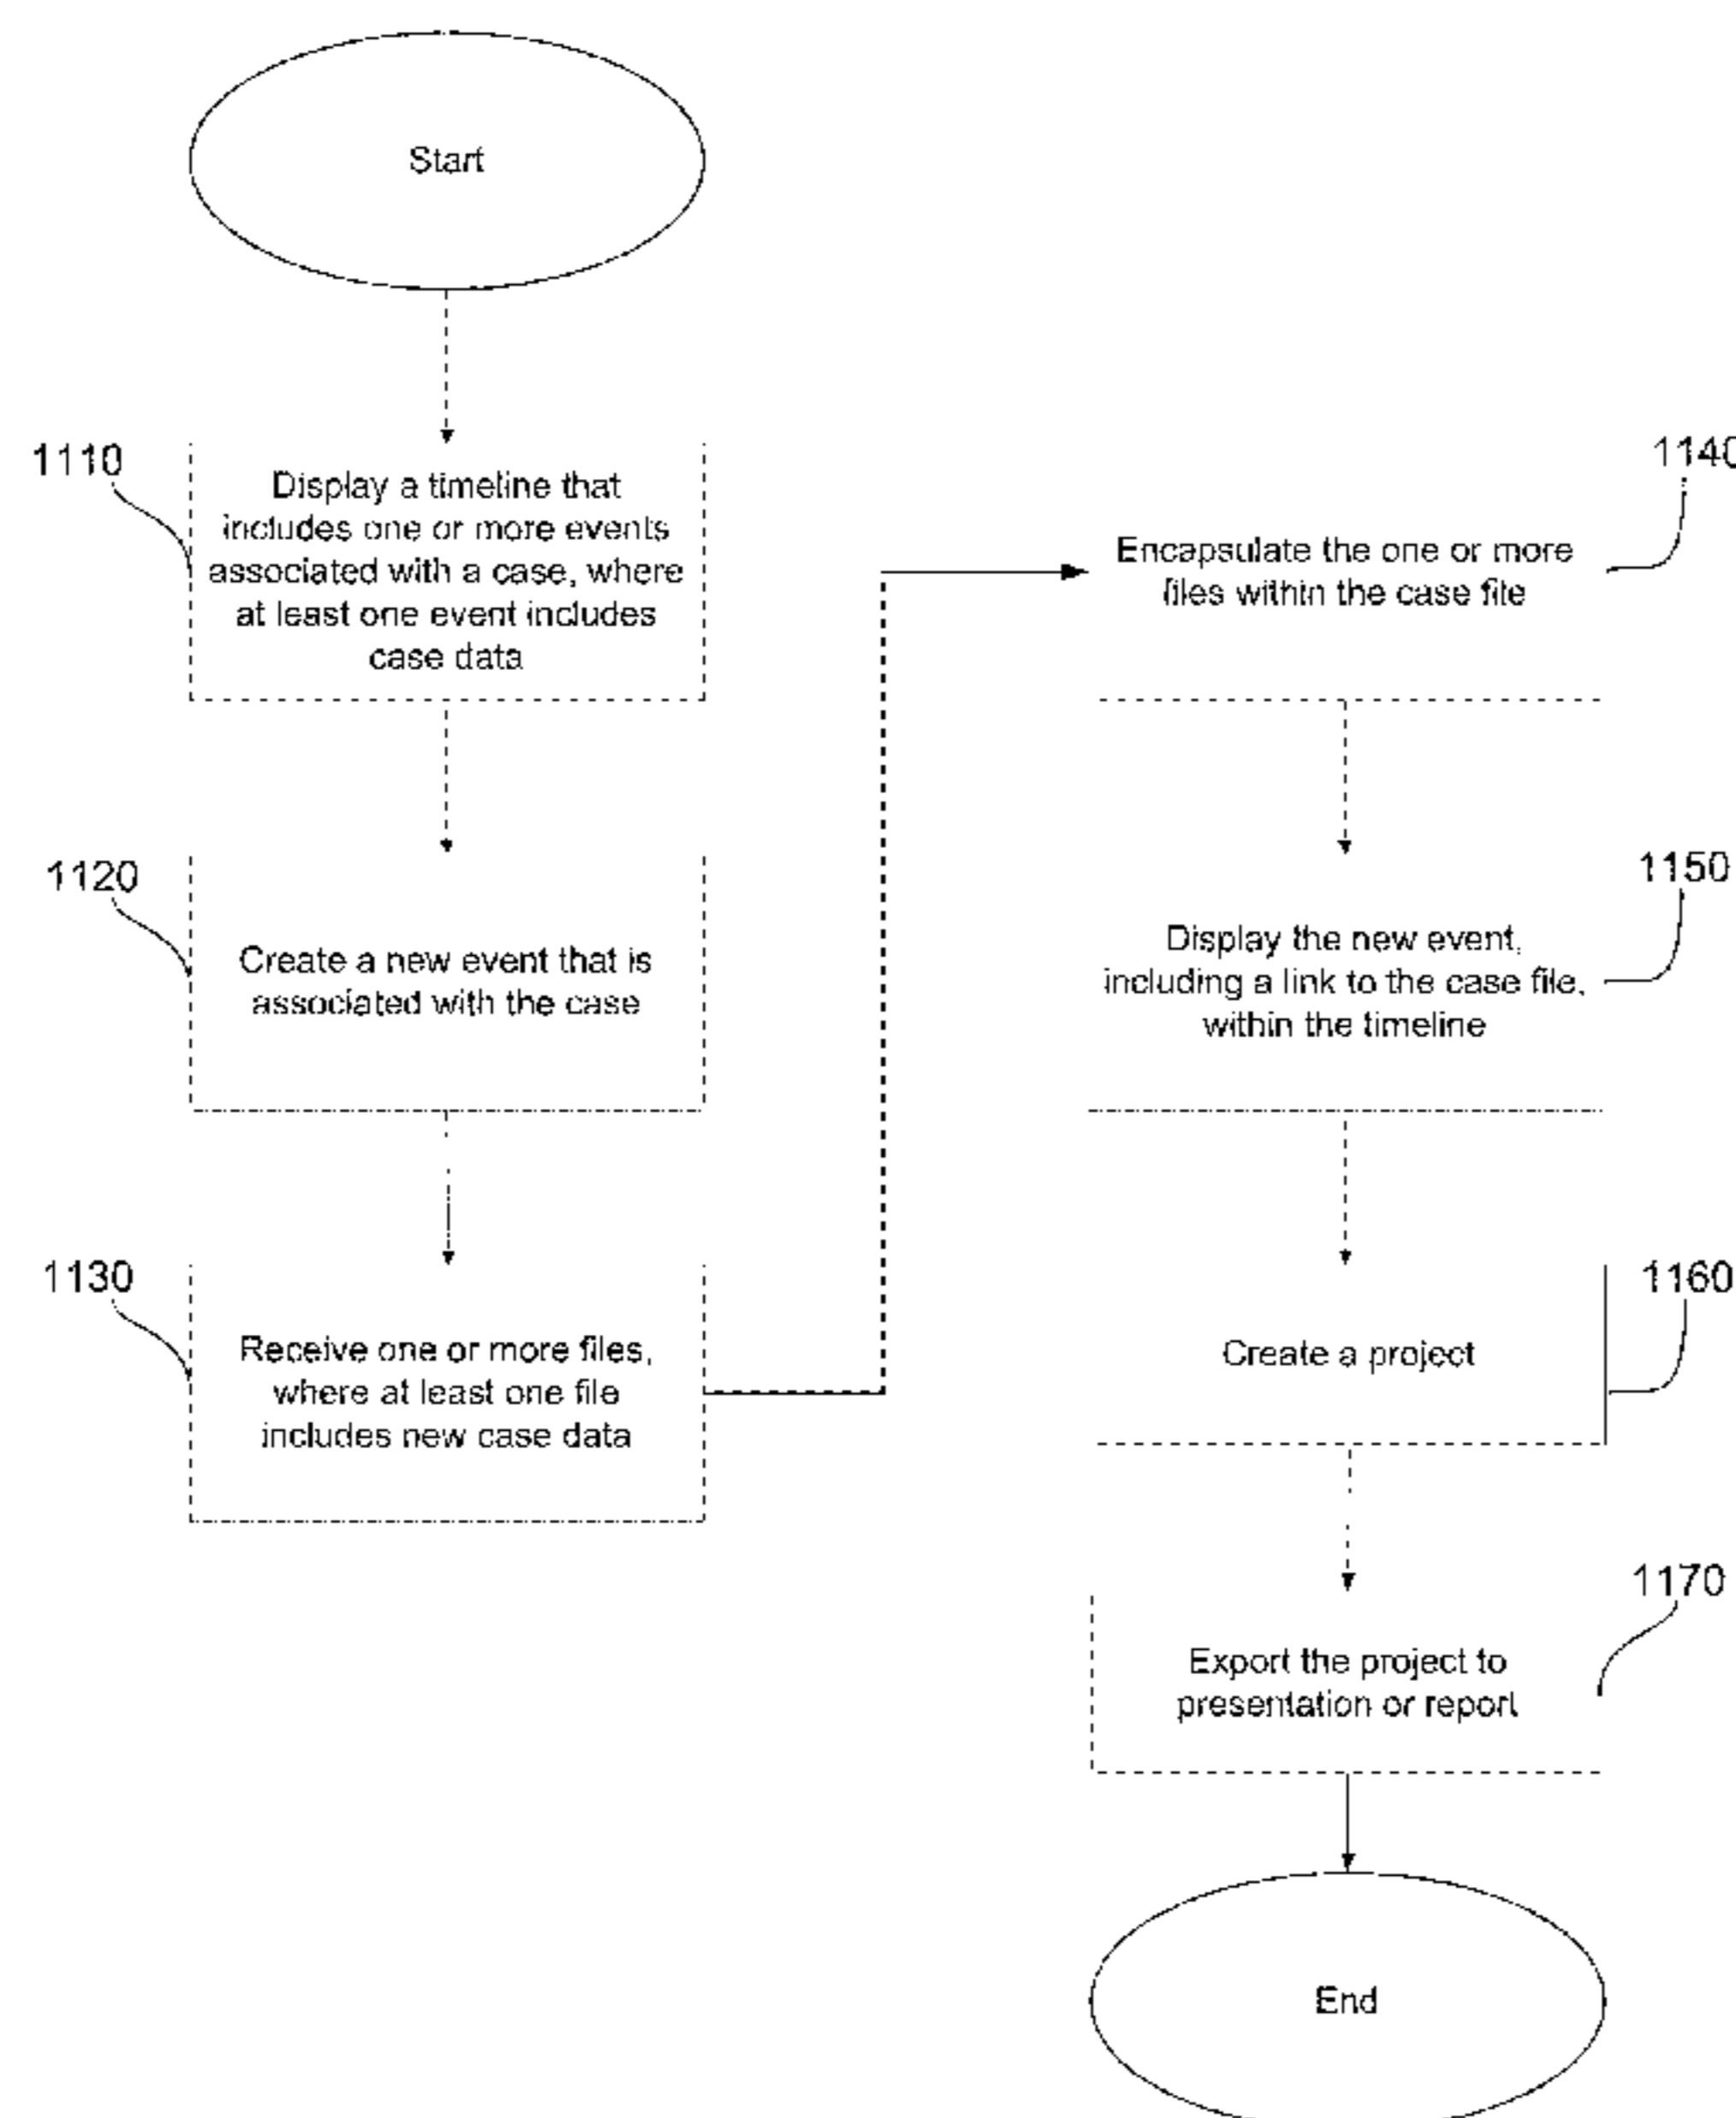 Start
1110
Display a timeline that
includes one or more events
associated with a case, where
at least one event includes
case data
1120
Create a new event that is
associated with the case
1130
Receive one or more files,
where at least one file
includes new case data
1140
Encapsulate the one or more
files within the case file
1150
Display the new event,
including a link to the case file,
within the timeline
1160
Create a project
1170
Export the project to
presentation or report
End